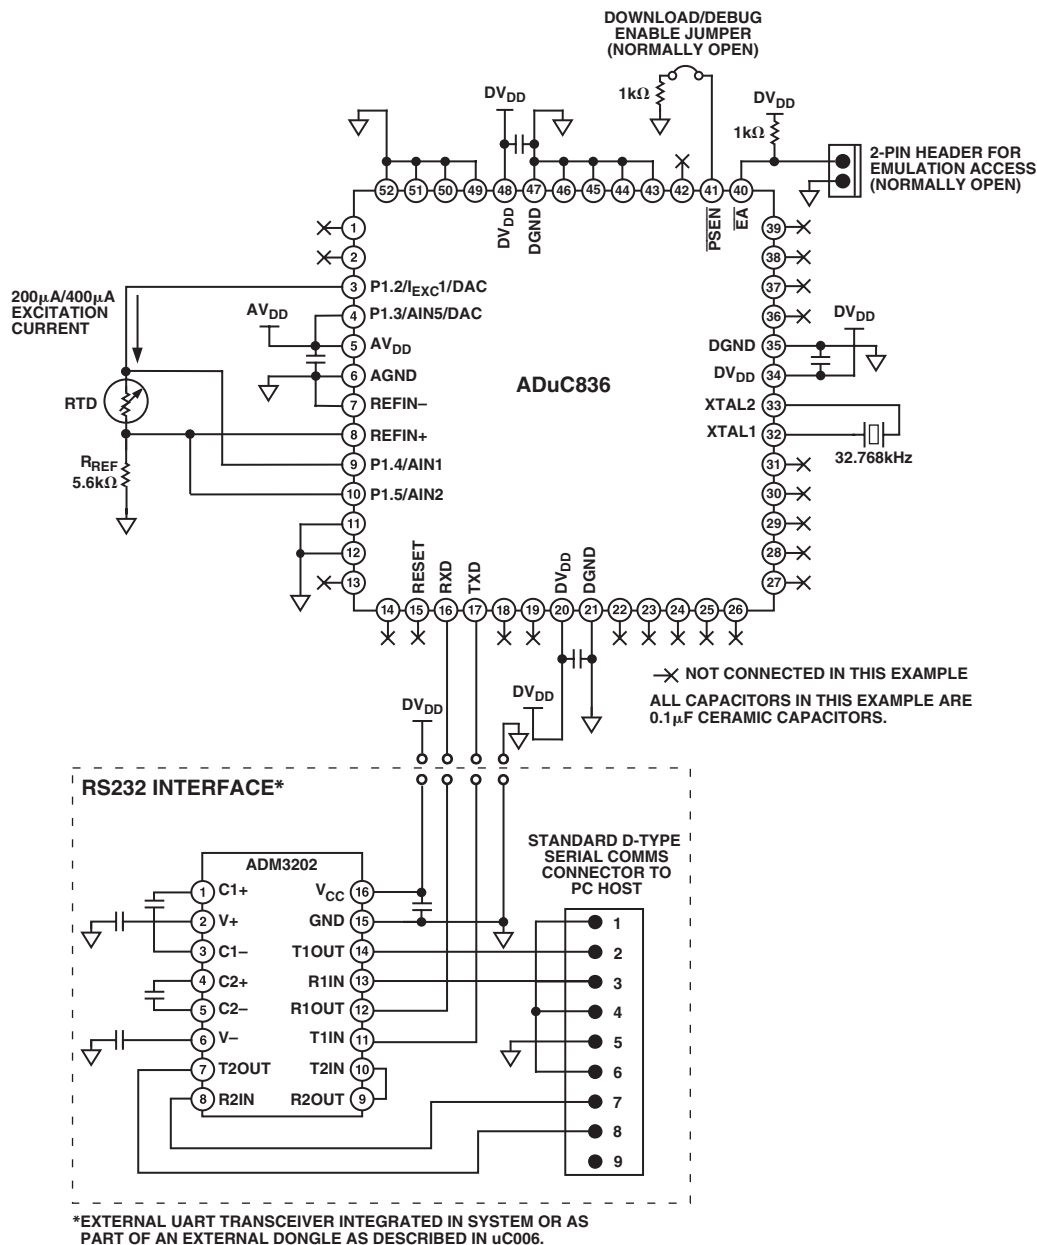 DOWNLOAD/DEBUG
ENABLE JUMPER
(NORMALLY OPEN)
1kΩ
DVDD
DVDD
1kΩ
2-PIN HEADER FOR
EMULATION ACCESS
(NORMALLY OPEN)
52 51 50 49 48 47 46 45 44 43 42 41 40
DVDD
DGND
PSEN
EA
1
2
3 P1.2/IEXC1/DAC
4 P1.3/AIN5/DAC
5 AVDD
6 AGND
7 REFIN–
8 REFIN+
9 P1.4/AIN1
10 P1.5/AIN2
11
12
13
200μA/400μA
EXCITATION
CURRENT
AVDD
RTD
RREF
5.6kΩ
ADuC836
39
38
37
36
DVDD
DGND 35
DVDD 34
XTAL2 33
XTAL1 32
32.768kHz
31
30
29
28
27
RESET
RXD
TXD
DVDD
DGND
14 15 16 17 18 19 20 21 22 23 24 25 26
NOT CONNECTED IN THIS EXAMPLE
ALL CAPACITORS IN THIS EXAMPLE ARE
0.1μF CERAMIC CAPACITORS.
DVDD
DVDD
RS232 INTERFACE*
ADM3202
1 C1+
2 V+
3 C1–
4 C2+
5 C2–
6 V–
7 T2OUT
8 R2IN
VCC 16
GND 15
T1OUT 14
R1IN 13
R1OUT 12
T1IN 11
T2IN 10
R2OUT 9
STANDARD D-TYPE
SERIAL COMMS
CONNECTOR TO
PC HOST
1
2
3
4
5
6
7
8
9
*EXTERNAL UART TRANSCEIVER INTEGRATED IN SYSTEM OR AS
PART OF AN EXTERNAL DONGLE AS DESCRIBED IN uC006.